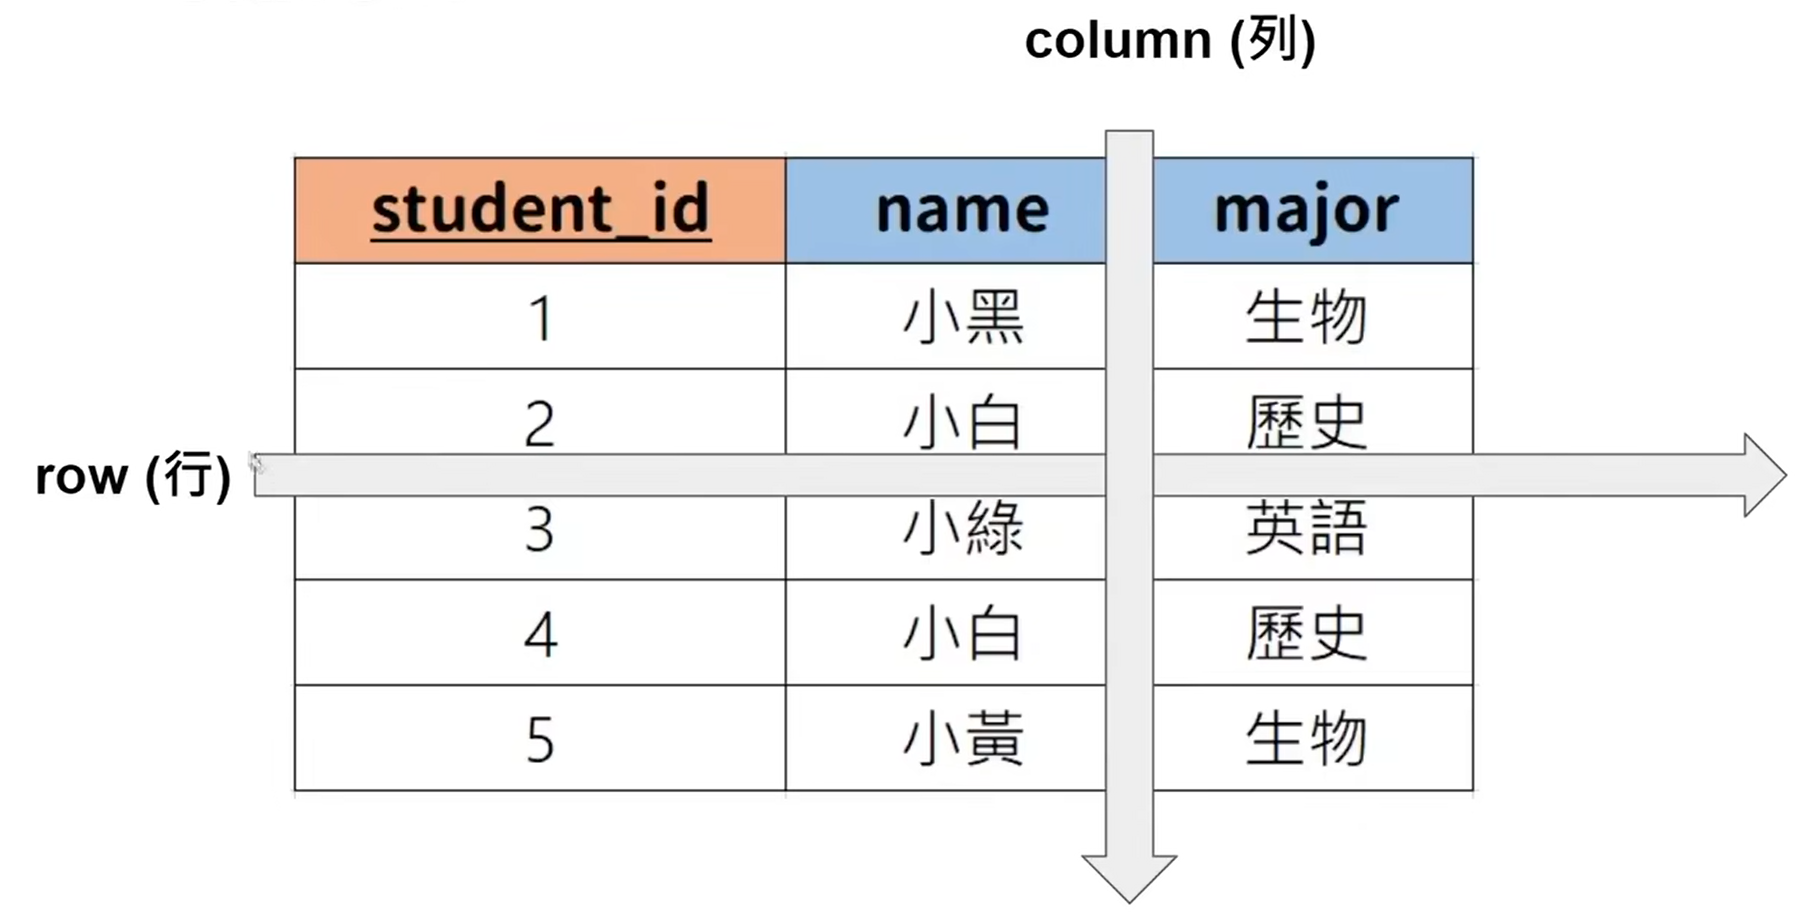 column (列)
student_id name major
1 小黑 生物
2 小白 歷史
row (行)
3 小綠 英語
4 小白 歷史
5 小黃 生物